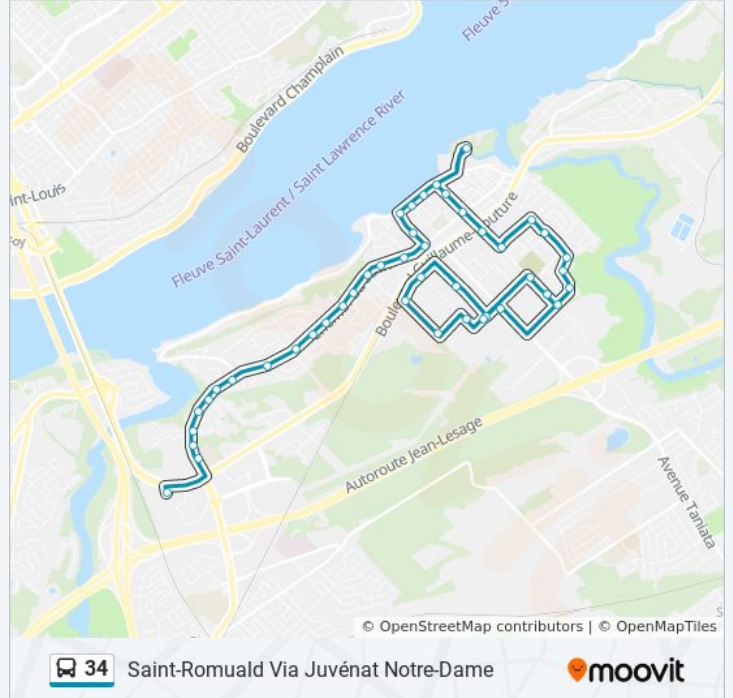 Fleuve S
Boulevard Champlain
Fleuve Saint-Laurent / Saint Lawrence River
int-Louis
Foy
Boulevard Guillaume-Couture
Autoroute Jean-Lesage
Avenue Taniata
S
© OpenStreetMap contributors | © OpenMapTiles
34 Saint-Romuald Via Juvénat Notre-Dame
moovit